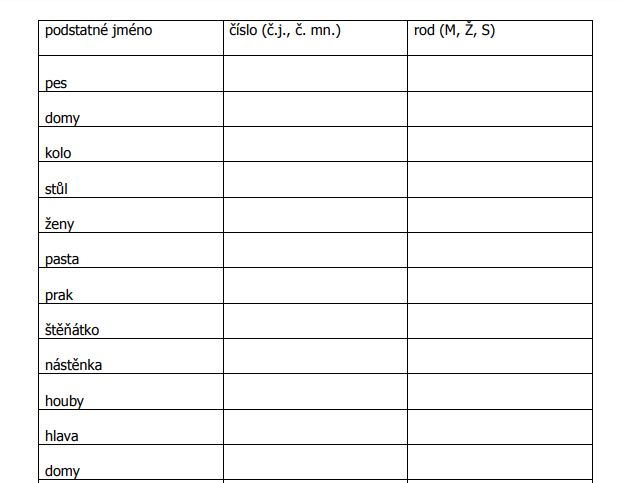 podstatné jméno číslo (č.j., č. mn.) rod (M, Ž, S)
pes
domy
kolo
stůl
ženy
pasta
prak
štěňátko
nástěnka
houby
hlava
domy